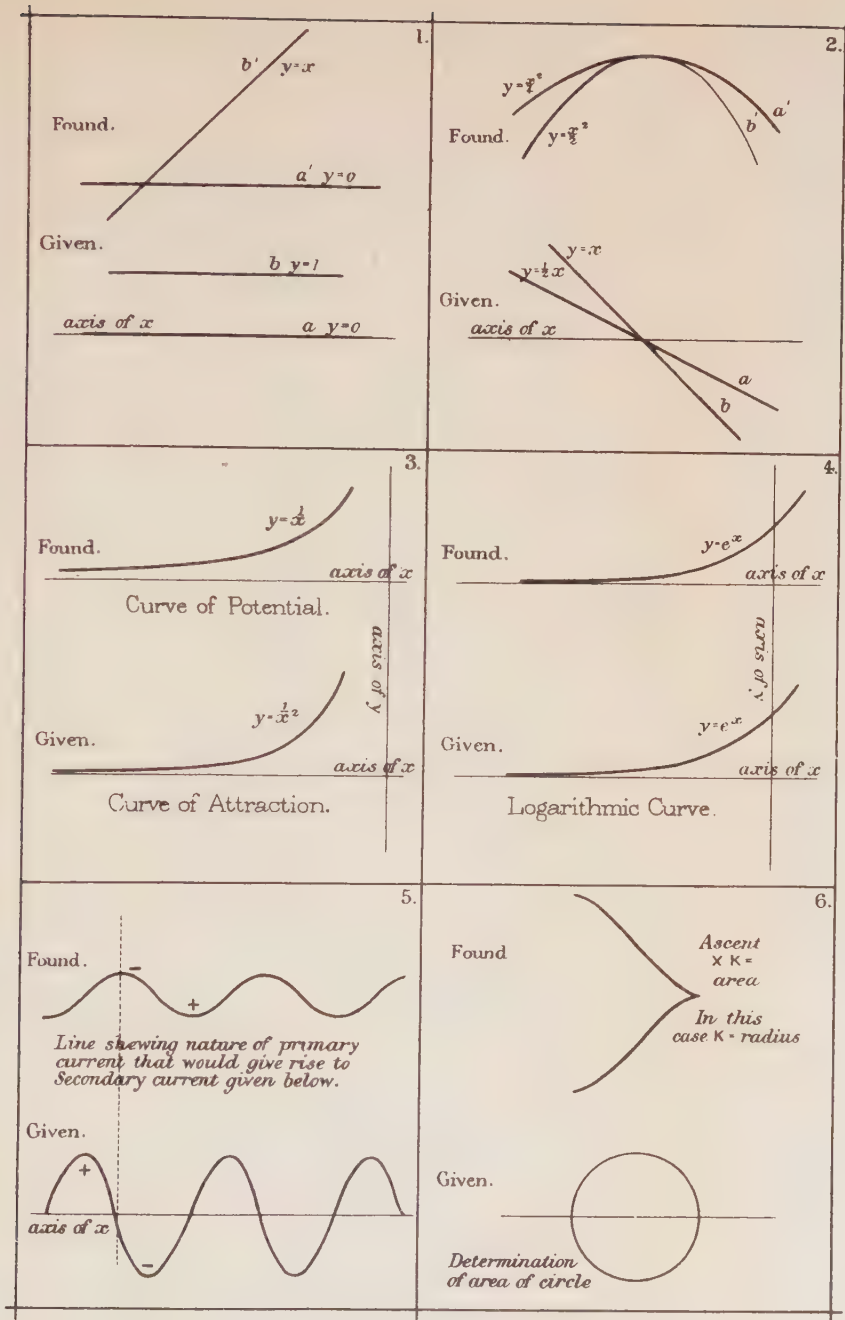 1.
b' y=x
Found.
a' y=0
Given.
b y=1
axis of x
a y=0
2.
y=x/4²
a'
b'
Found.
y=x/2²
y=x
y=½x
Given.
axis of x
a
b
3.
y=1/x
Found.
axis of x
Curve of Potential.
axis of y
y=1/x²
Given.
axis of x
Curve of Attraction.
4.
y=eˣ
Found.
axis of x
axis of y
y=eˣ
Given.
axis of x
Logarithmic Curve.
5.
Found.
-
+
Line shewing nature of primary
current that would give rise to
Secondary current given below.
Given.
+
axis of x
-
6.
Found
Ascent
× K =
area
In this
case K = radius
Given.
Determination
of area of circle